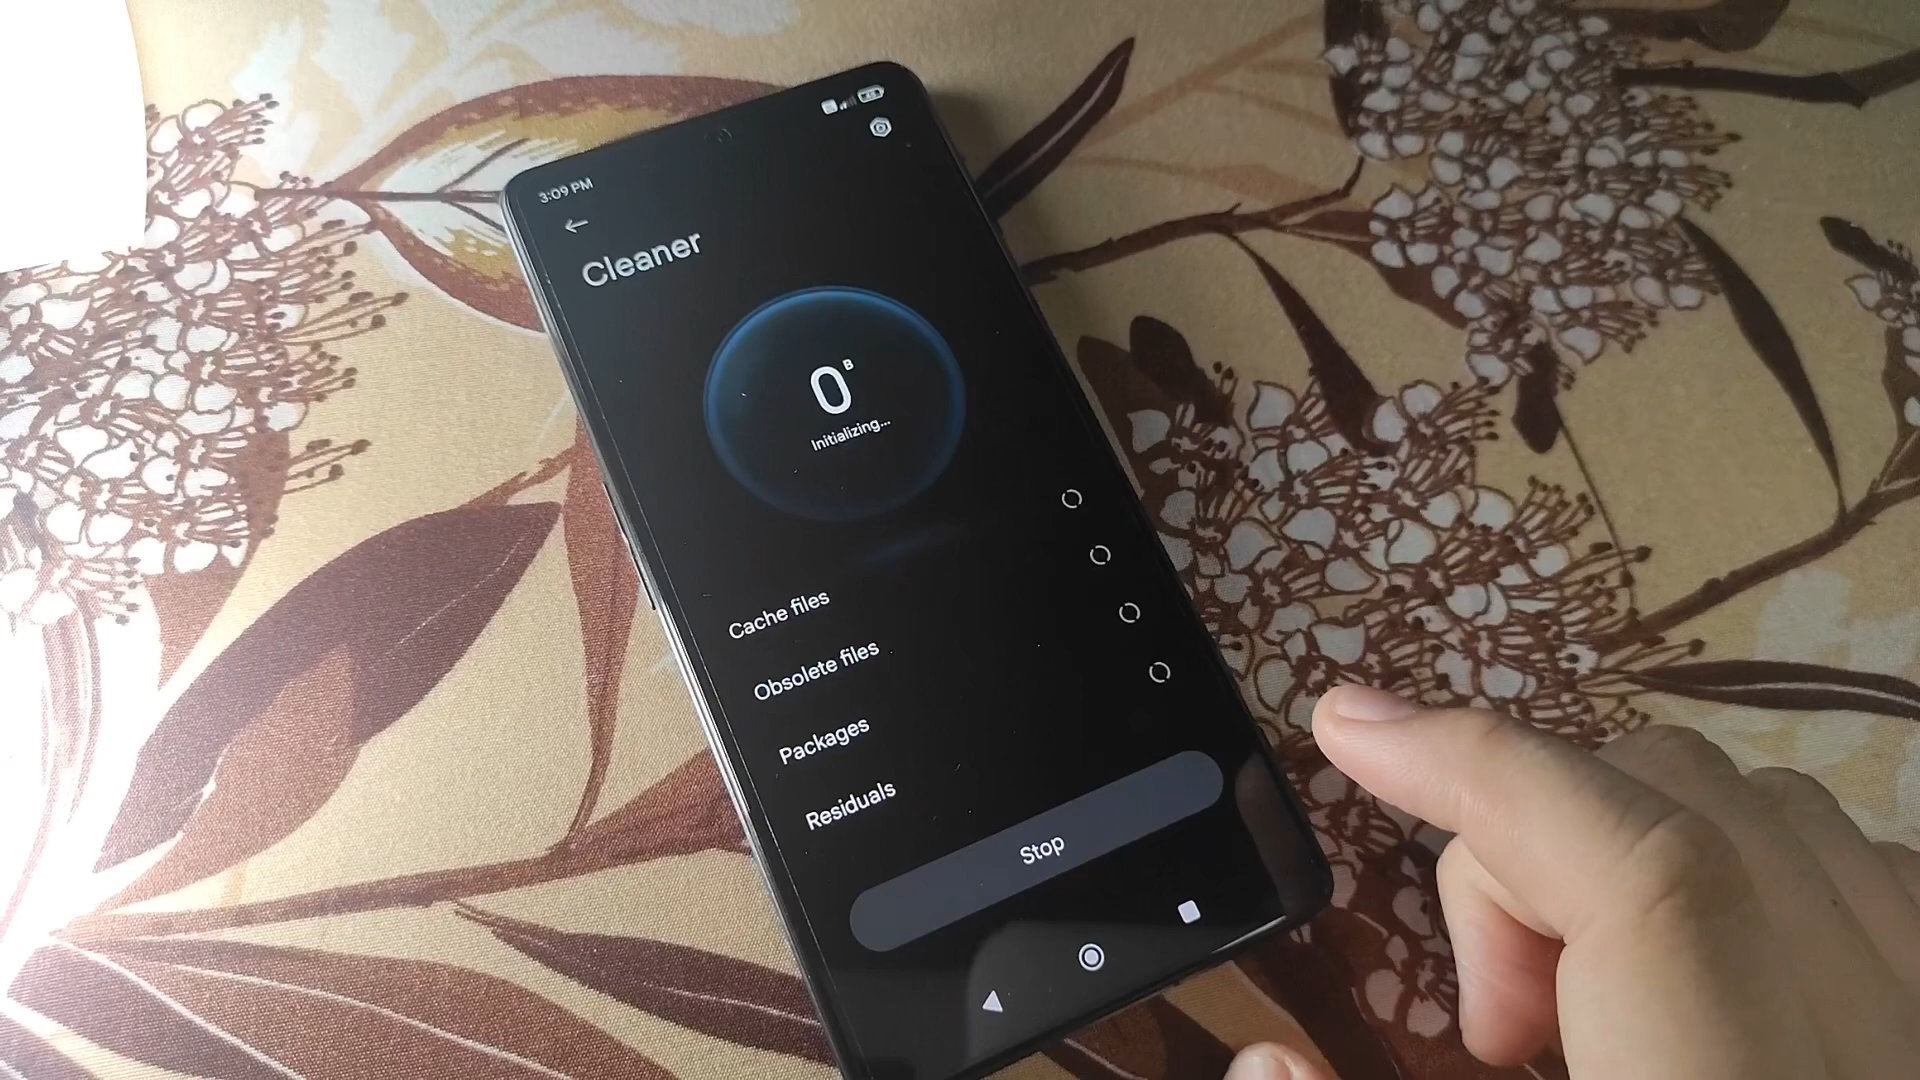 3:09 PM
Cleaner
0 B
Initializing...
Cache files
Obsolete files
Packages
Residuals
Stop